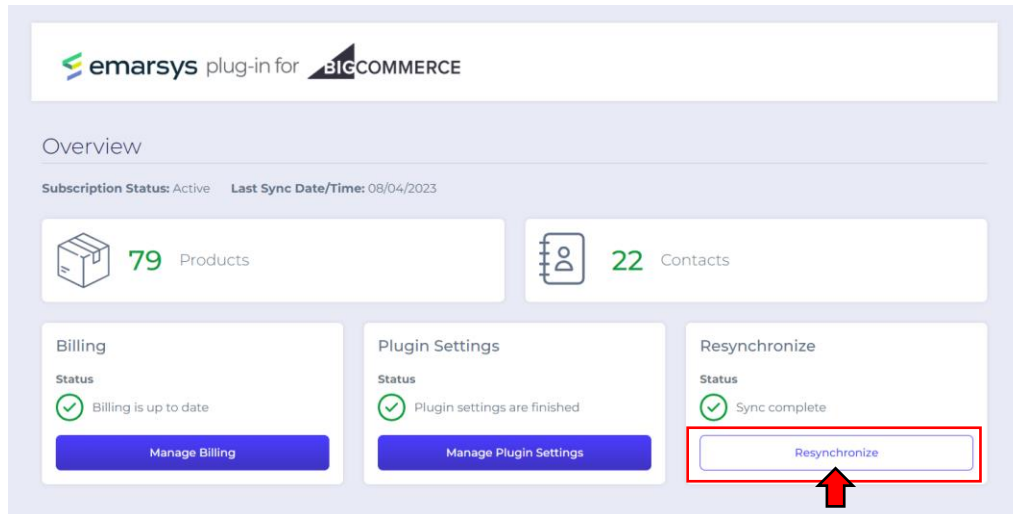 emarsys plug-in for BIGCOMMERCE
Overview
Subscription Status: Active Last Sync Date/Time: 08/04/2023
79 Products
22 Contacts
Billing
Status
Billing is up to date
Manage Billing
Plugin Settings
Status
Plugin settings are finished
Manage Plugin Settings
Resynchronize
Status
Sync complete
Resynchronize